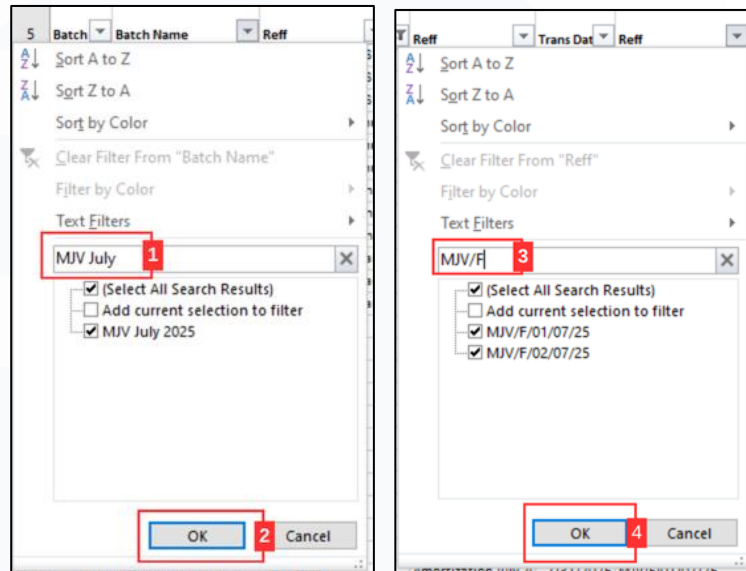 5 Batch Batch Name Reff
Sort A to Z
Sort Z to A
Sort by Color
Clear Filter From "Batch Name"
Filter by Color
Text Filters
MJV July 1
(Select All Search Results)
Add current selection to filter
MJV July 2025
OK 2 Cancel
Reff Trans Dat Reff
Sort A to Z
Sort Z to A
Sort by Color
Clear Filter From "Reff"
Filter by Color
Text Filters
MJV/F 3
(Select All Search Results)
Add current selection to filter
MJV/F/01/07/25
MJV/F/02/07/25
OK 4 Cancel